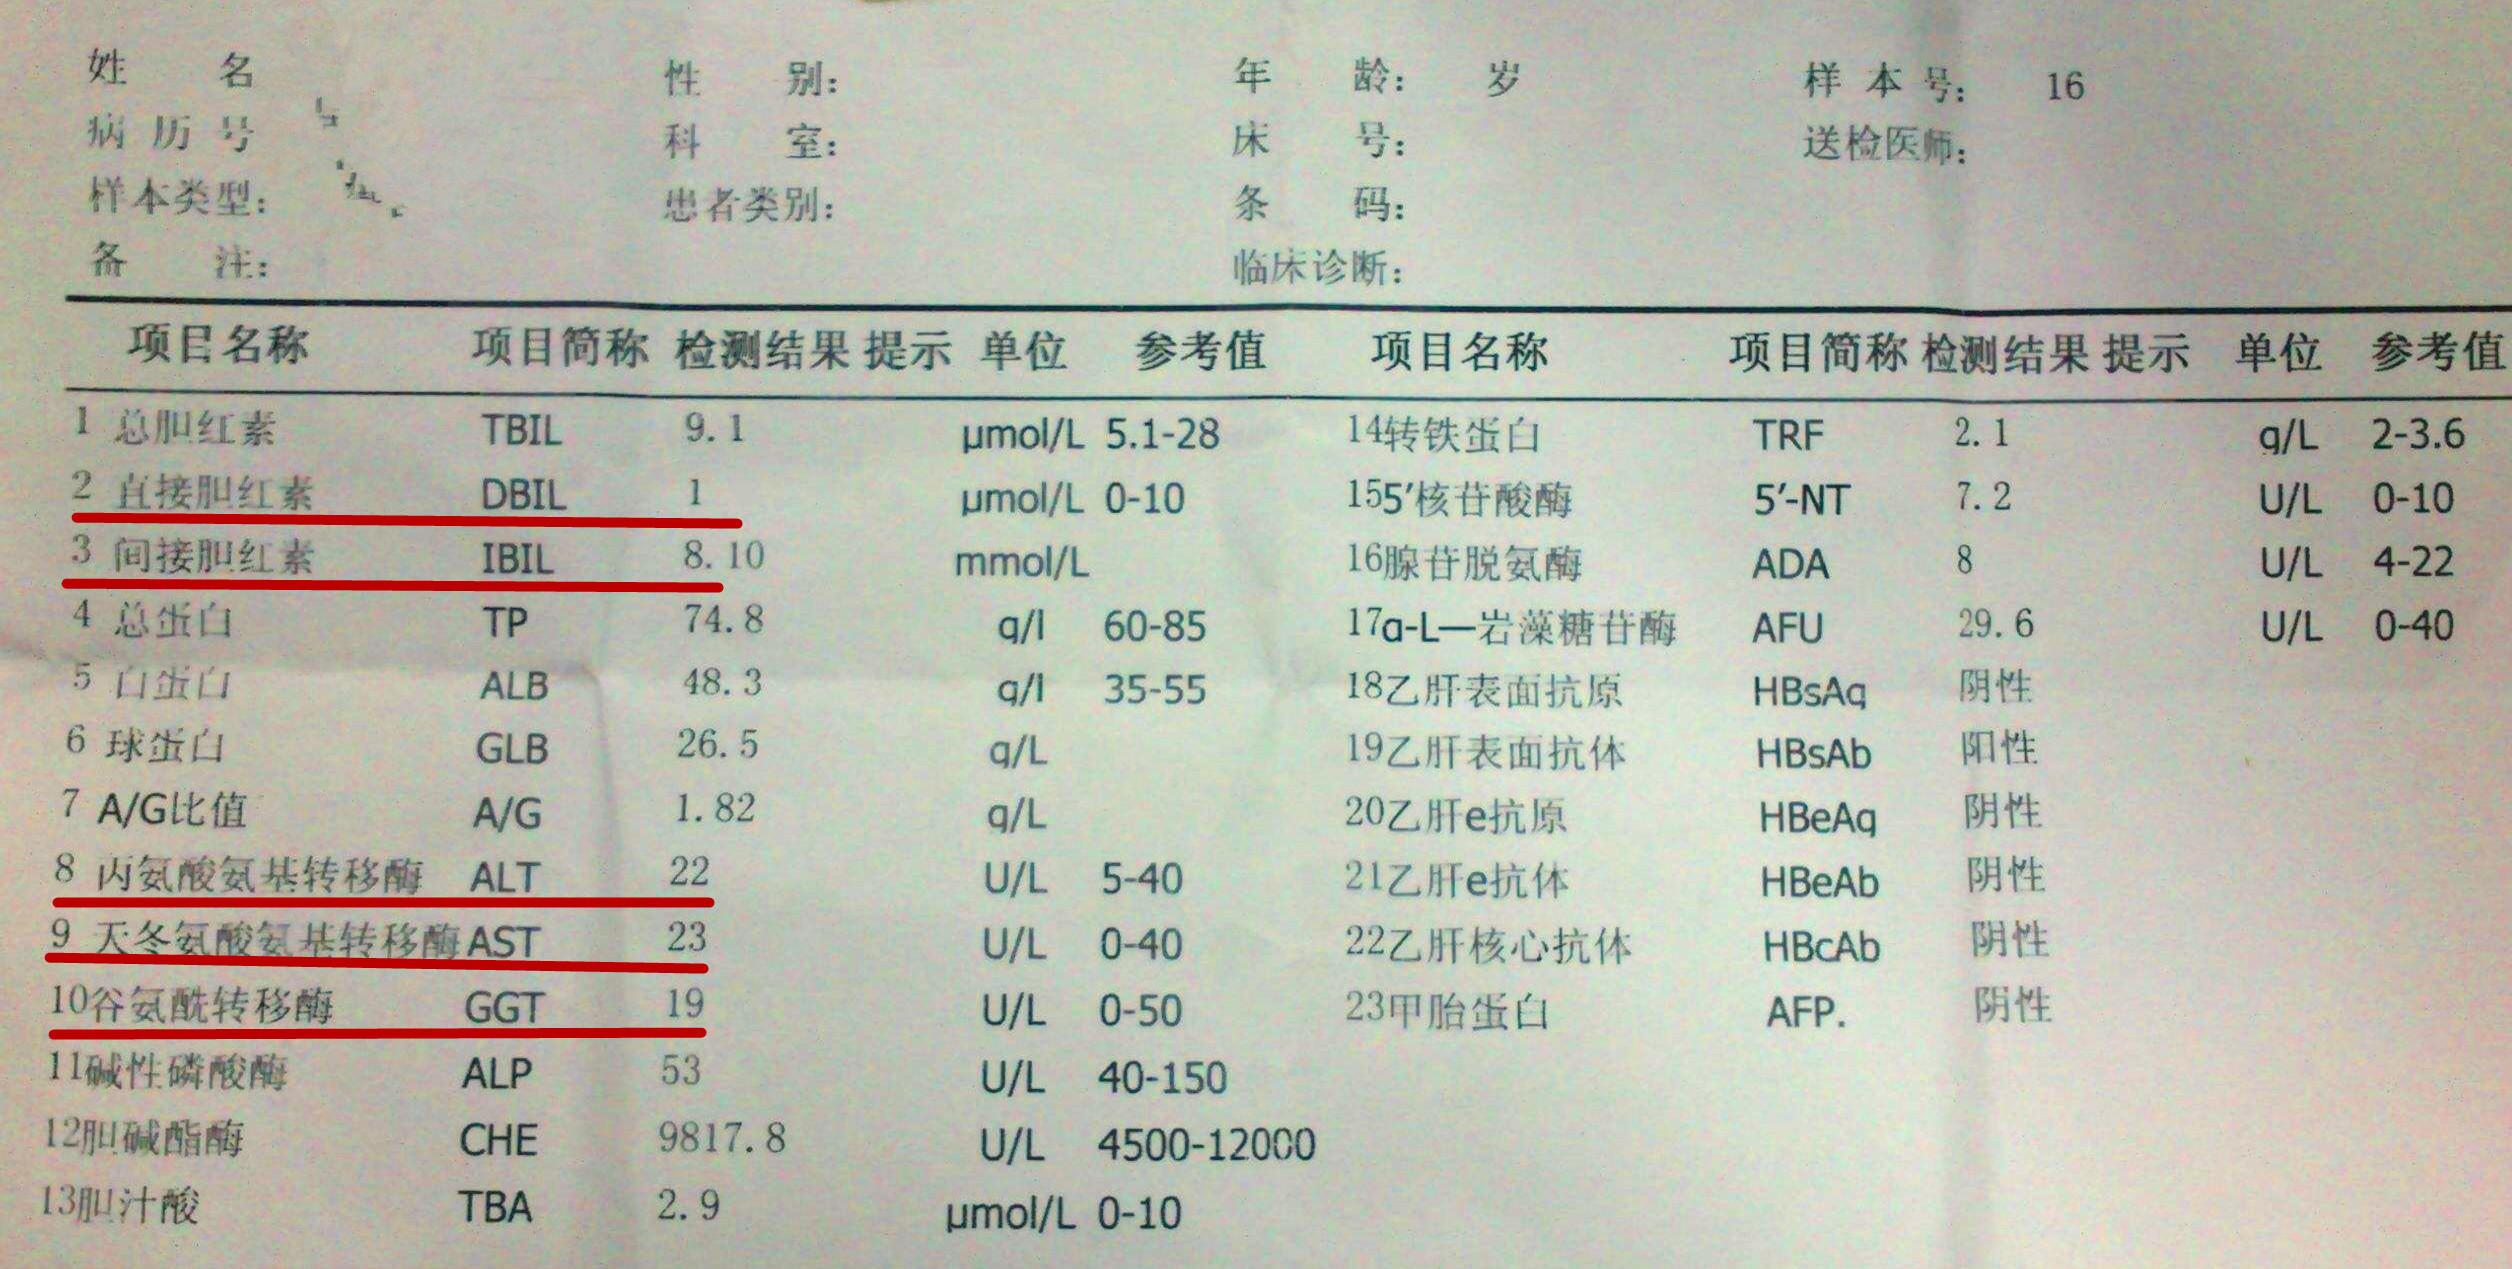 姓 名 性 别: 年 龄: 岁 样 本 号: 16
病 历 号 科 室: 床 号: 送检医师:
样本类型: 患者类别: 条 码:
备 注: 临床诊断:
项目名称 项目简称 检测结果 提示 单位 参考值 项目名称 项目简称 检测结果 提示 单位 参考值
1 总胆红素 TBIL 9.1 μmol/L 5.1-28 14转铁蛋白 TRF 2.1 g/L 2-3.6
2 直接胆红素 DBIL 1 μmol/L 0-10 155'核苷酸酶 5'-NT 7.2 U/L 0-10
3 间接胆红素 IBIL 8.10 mmol/L 16腺苷脱氨酶 ADA 8 U/L 4-22
4 总蛋白 TP 74.8 g/l 60-85 17α-L—岩藻糖苷酶 AFU 29.6 U/L 0-40
5 白蛋白 ALB 48.3 g/l 35-55 18乙肝表面抗原 HBsAg 阴性
6 球蛋白 GLB 26.5 g/L 19乙肝表面抗体 HBsAb 阳性
7 A/G比值 A/G 1.82 g/L 20乙肝e抗原 HBeAg 阴性
8 丙氨酸氨基转移酶 ALT 22 U/L 5-40 21乙肝e抗体 HBeAb 阴性
9 天冬氨酸氨基转移酶 AST 23 U/L 0-40 22乙肝核心抗体 HBcAb 阴性
10谷氨酰转移酶 GGT 19 U/L 0-50 23甲胎蛋白 AFP. 阴性
11碱性磷酸酶 ALP 53 U/L 40-150
12胆碱酯酶 CHE 9817.8 U/L 4500-12000
13胆汁酸 TBA 2.9 μmol/L 0-10